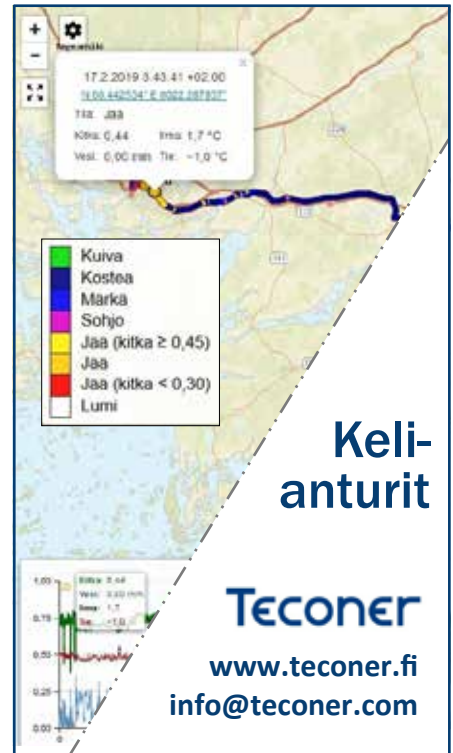 +
−
17.2.2019 3.43.41 +02.00
Tila: Jää
Kitka: 0,44 Ilma: 1,7 °C
Vesi: 0,00 Tie: −1,0 °C
Kuiva
Kostea
Märkä
Sohjo
Jää (kitka ≥ 0,45)
Jää
Jää (kitka < 0,30)
Lumi
Keli-
anturit
1,00
Kitka: 0,44
Vesi: 0,00 mm
Ilma: 1,7
Tie: −1,0
0,75
0,50
0,25
0,00
0
Teconer
www.teconer.fi
info@teconer.com